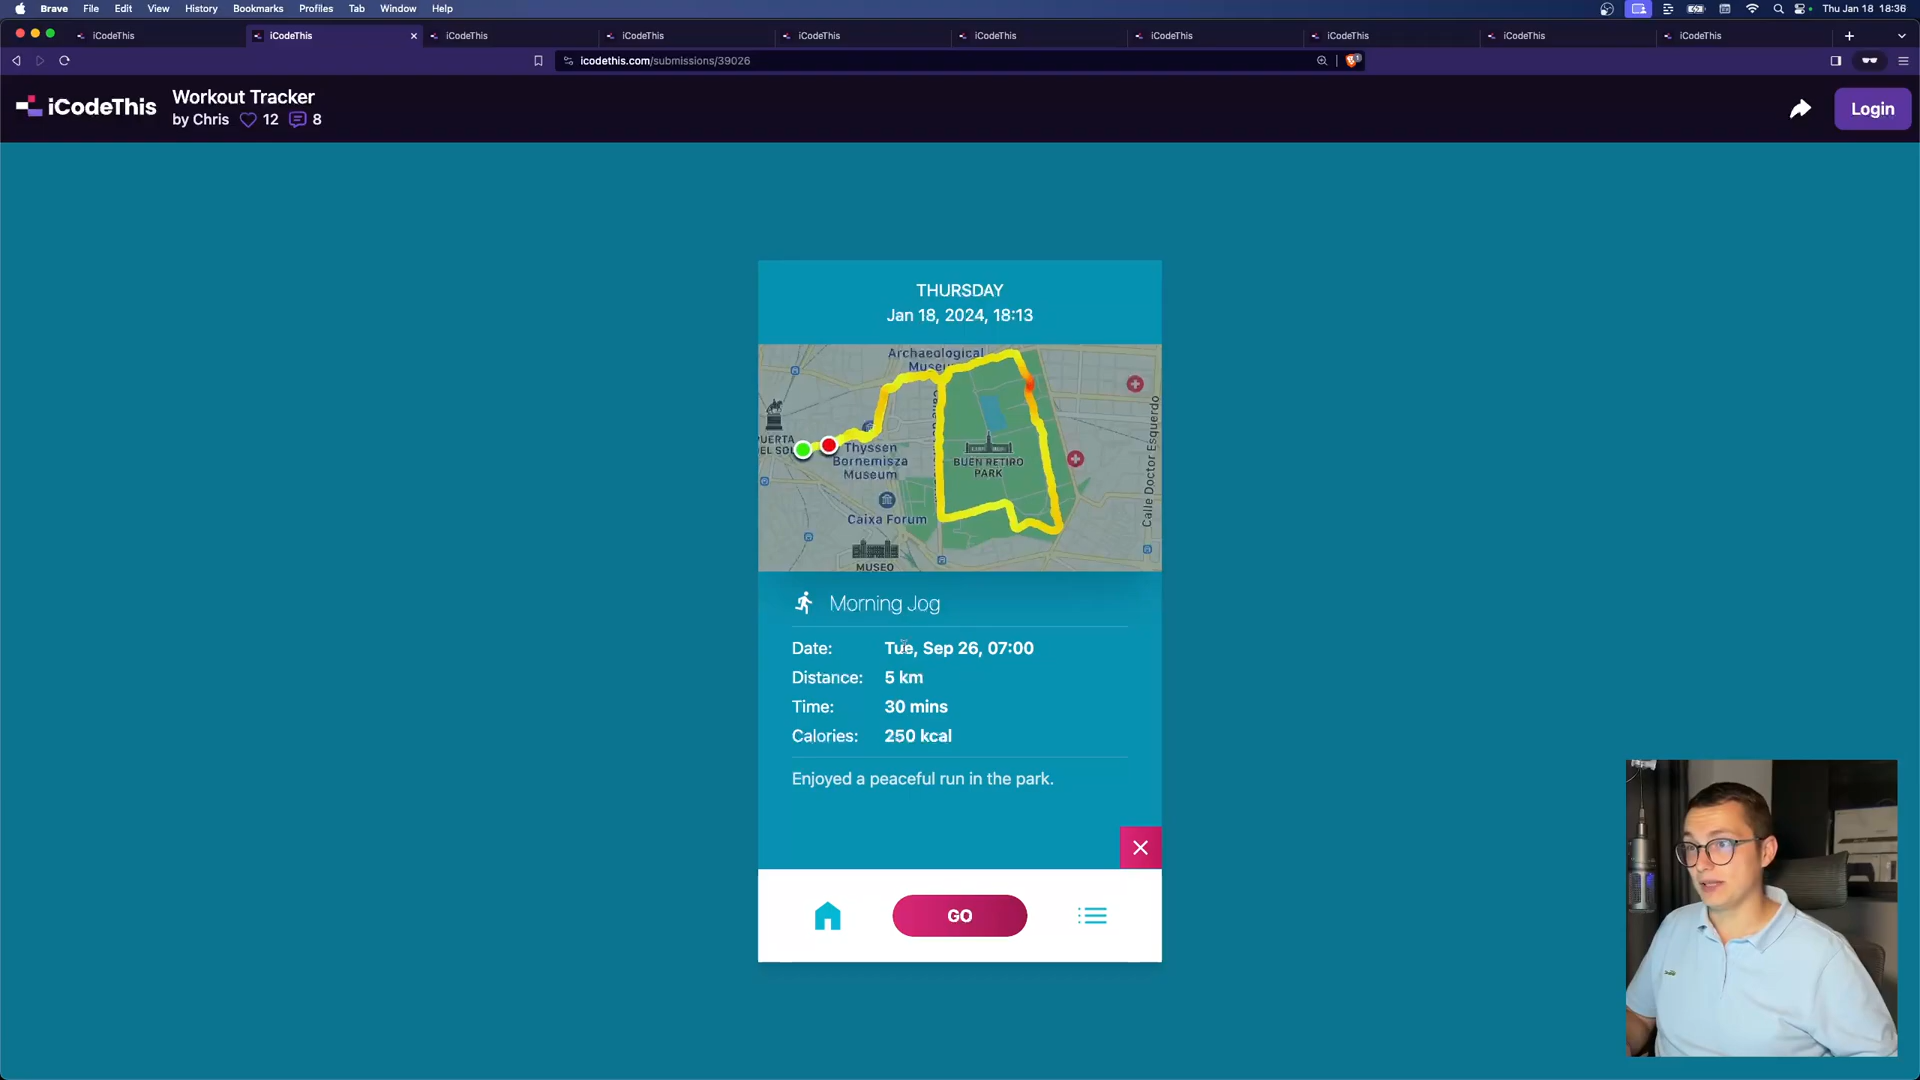 Brave File Edit View History Bookmarks Profiles Tab Window Help Thu Jan 18 18:36
iCodeThis iCodeThis iCodeThis iCodeThis iCodeThis iCodeThis iCodeThis iCodeThis iCodeThis iCodeThis
icodethis.com/submissions/39026
iCodeThis
Workout Tracker
by Chris 12 8
Login
THURSDAY
Jan 18, 2024, 18:13
Archaeological
Museum
PUERTA
DEL SOL
Thyssen
Bornemisza
Museum
BUEN RETIRO
PARK
Calle Doctor Esquerdo
Caixa Forum
MUSEO
Morning Jog
Date: Tue, Sep 26, 07:00
Distance: 5 km
Time: 30 mins
Calories: 250 kcal
Enjoyed a peaceful run in the park.
GO